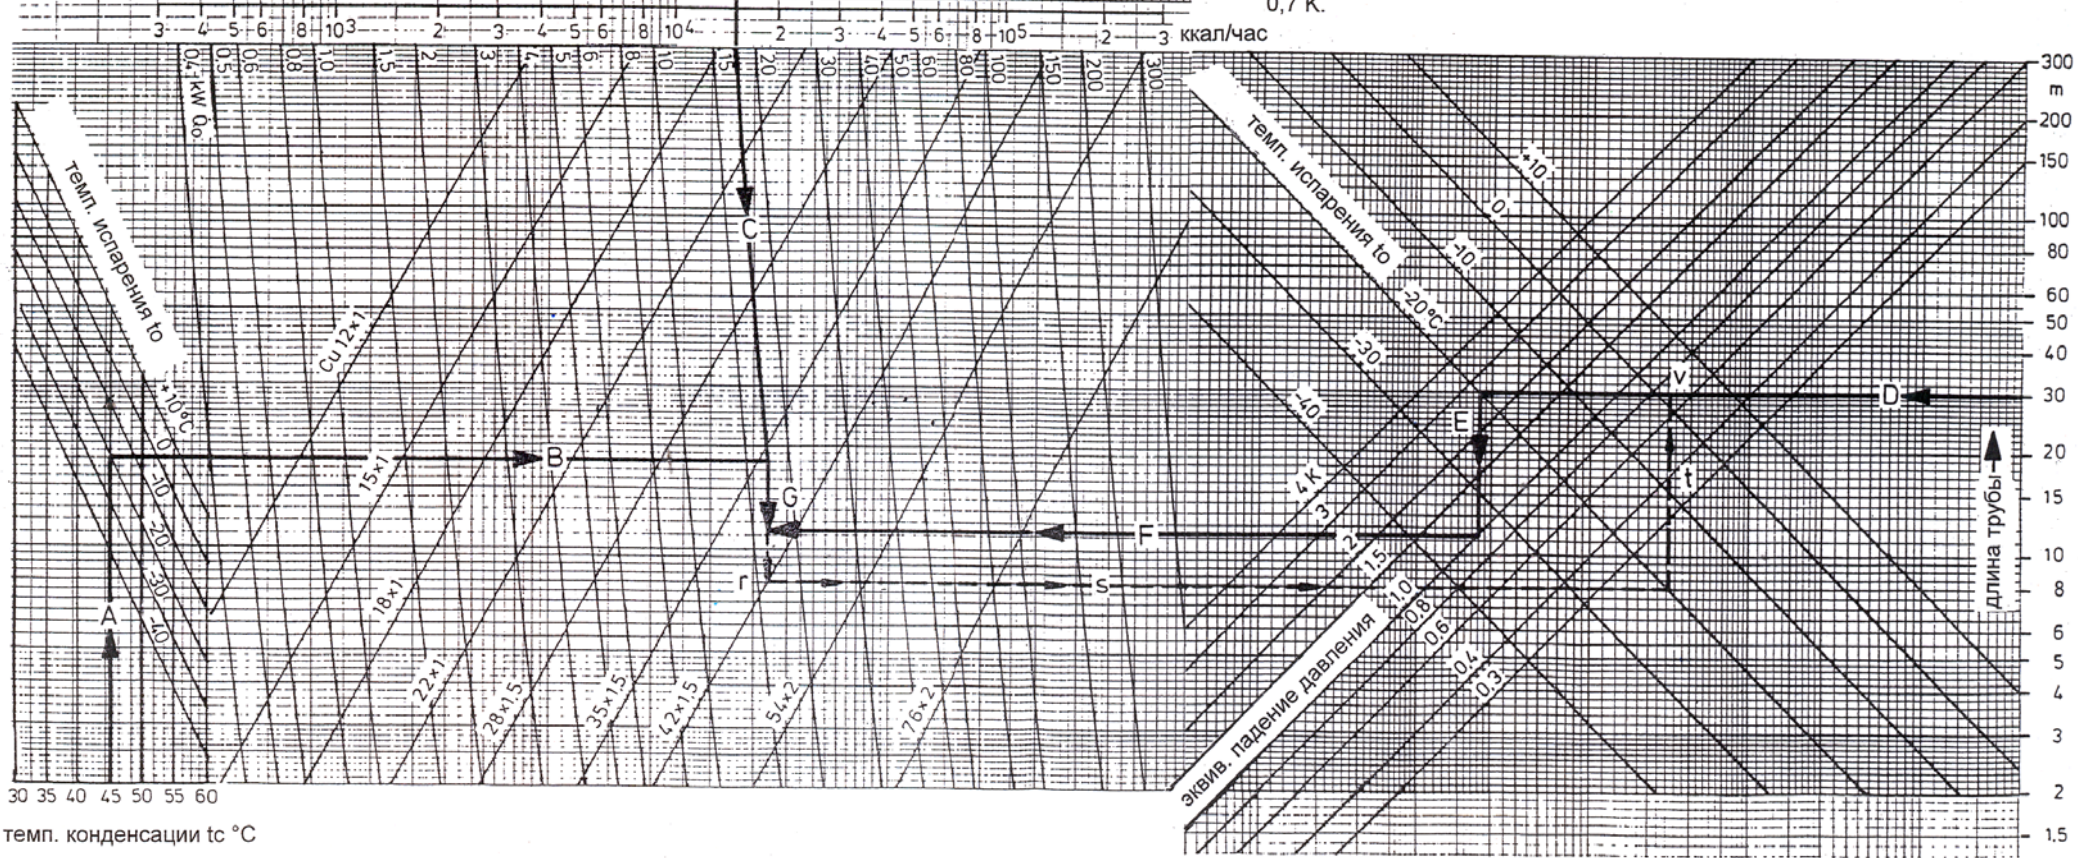 0,7 K.
3 4 5 6 8 10³ 2 3 4 5 6 8 10⁴ 2 3 4 5 6 8 10⁵ 2 3 ккал/час
0,4 kW Q̇o 0,5 0,6 0,8 1,0 1,5 2 3 4 5 6 8 10 15 20 30 40 50 60 80 100 150 200 300
темп. испарения to
+10°C
0
-10
-20
-30
-40
A
B
C
G
r
F
s
Cu 12×1
15×1
18×1
22×1
28×1,5
35×1,5
42×1,5
54×2
76×2
30 35 40 45 50 55 60
темп. конденсации tc °C
темп. испарения to
+10
0
-10
-20°C
-30
-40
E
v
t
D
4 K
3
2
1,5
1,0
0,8
0,6
0,4
0,3
эквив. падение давления
длина трубы
300
m
200
150
100
80
60
50
40
30
20
15
10
8
6
5
4
3
2
1,5